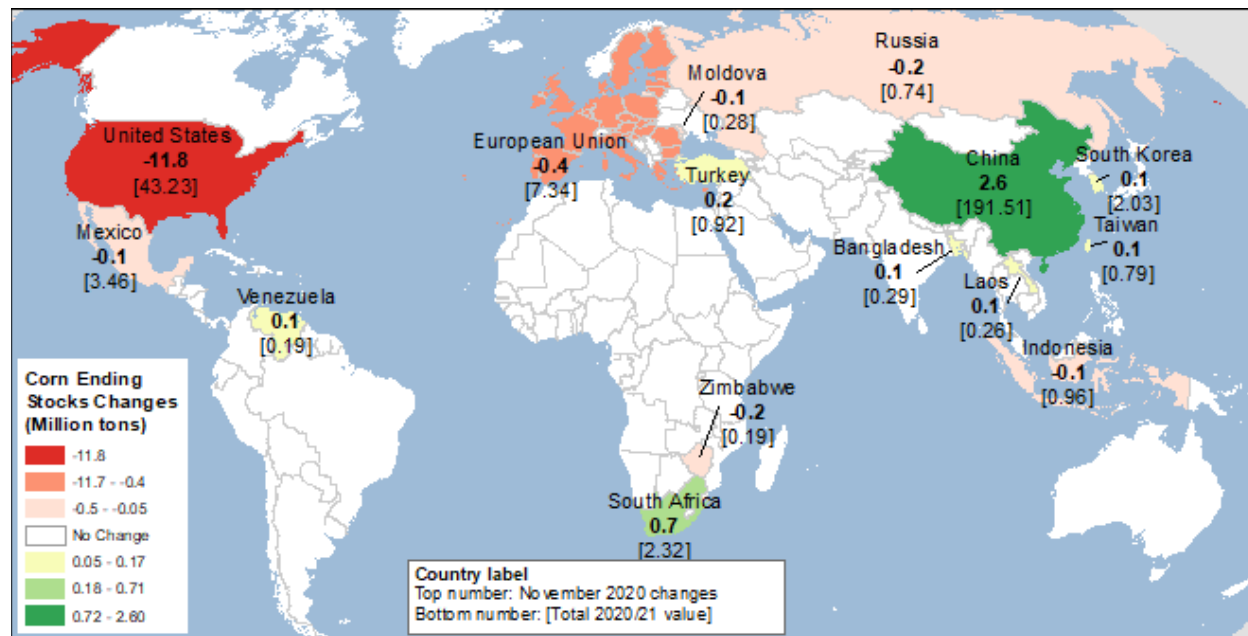 Russia
-0.2
[0.74]
Moldova
-0.1
[0.28]
United States
-11.8
[43.23]
European Union
-0.4
[7.34]
Turkey
0.2
[0.92]
China
2.6
[191.51]
South Korea
0.1
[2.03]
Taiwan
0.1
[0.79]
Mexico
-0.1
[3.46]
Bangladesh
0.1
[0.29]
Laos
0.1
[0.26]
Venezuela
0.1
[0.19]
Indonesia
-0.1
[0.96]
Zimbabwe
-0.2
[0.19]
South Africa
0.7
[2.32]
Corn Ending
Stocks Changes
(Million tons)
-11.8
-11.7 - -0.4
-0.5 - -0.05
No Change
0.05 - 0.17
0.18 - 0.71
0.72 - 2.60
Country label
Top number: November 2020 changes
Bottom number: [Total 2020/21 value]